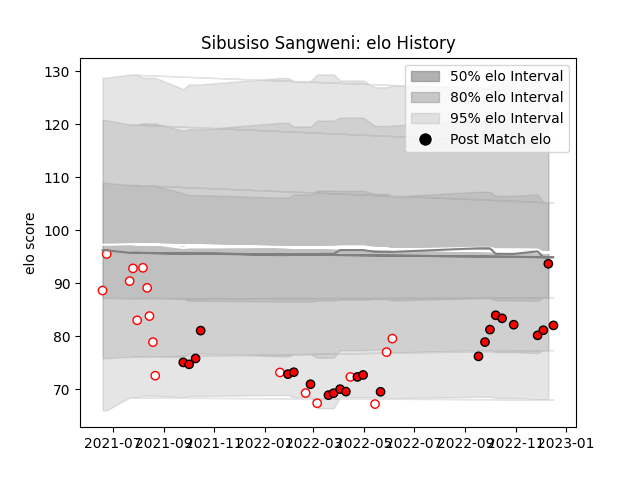 Sibusiso Sangweni: elo History
50% elo Interval
80% elo Interval
95% elo Interval
Post Match elo
elo score
130
120
110
100
90
80
70
2021-07 2021-09 2021-11 2022-01 2022-03 2022-05 2022-07 2022-09 2022-11 2023-01